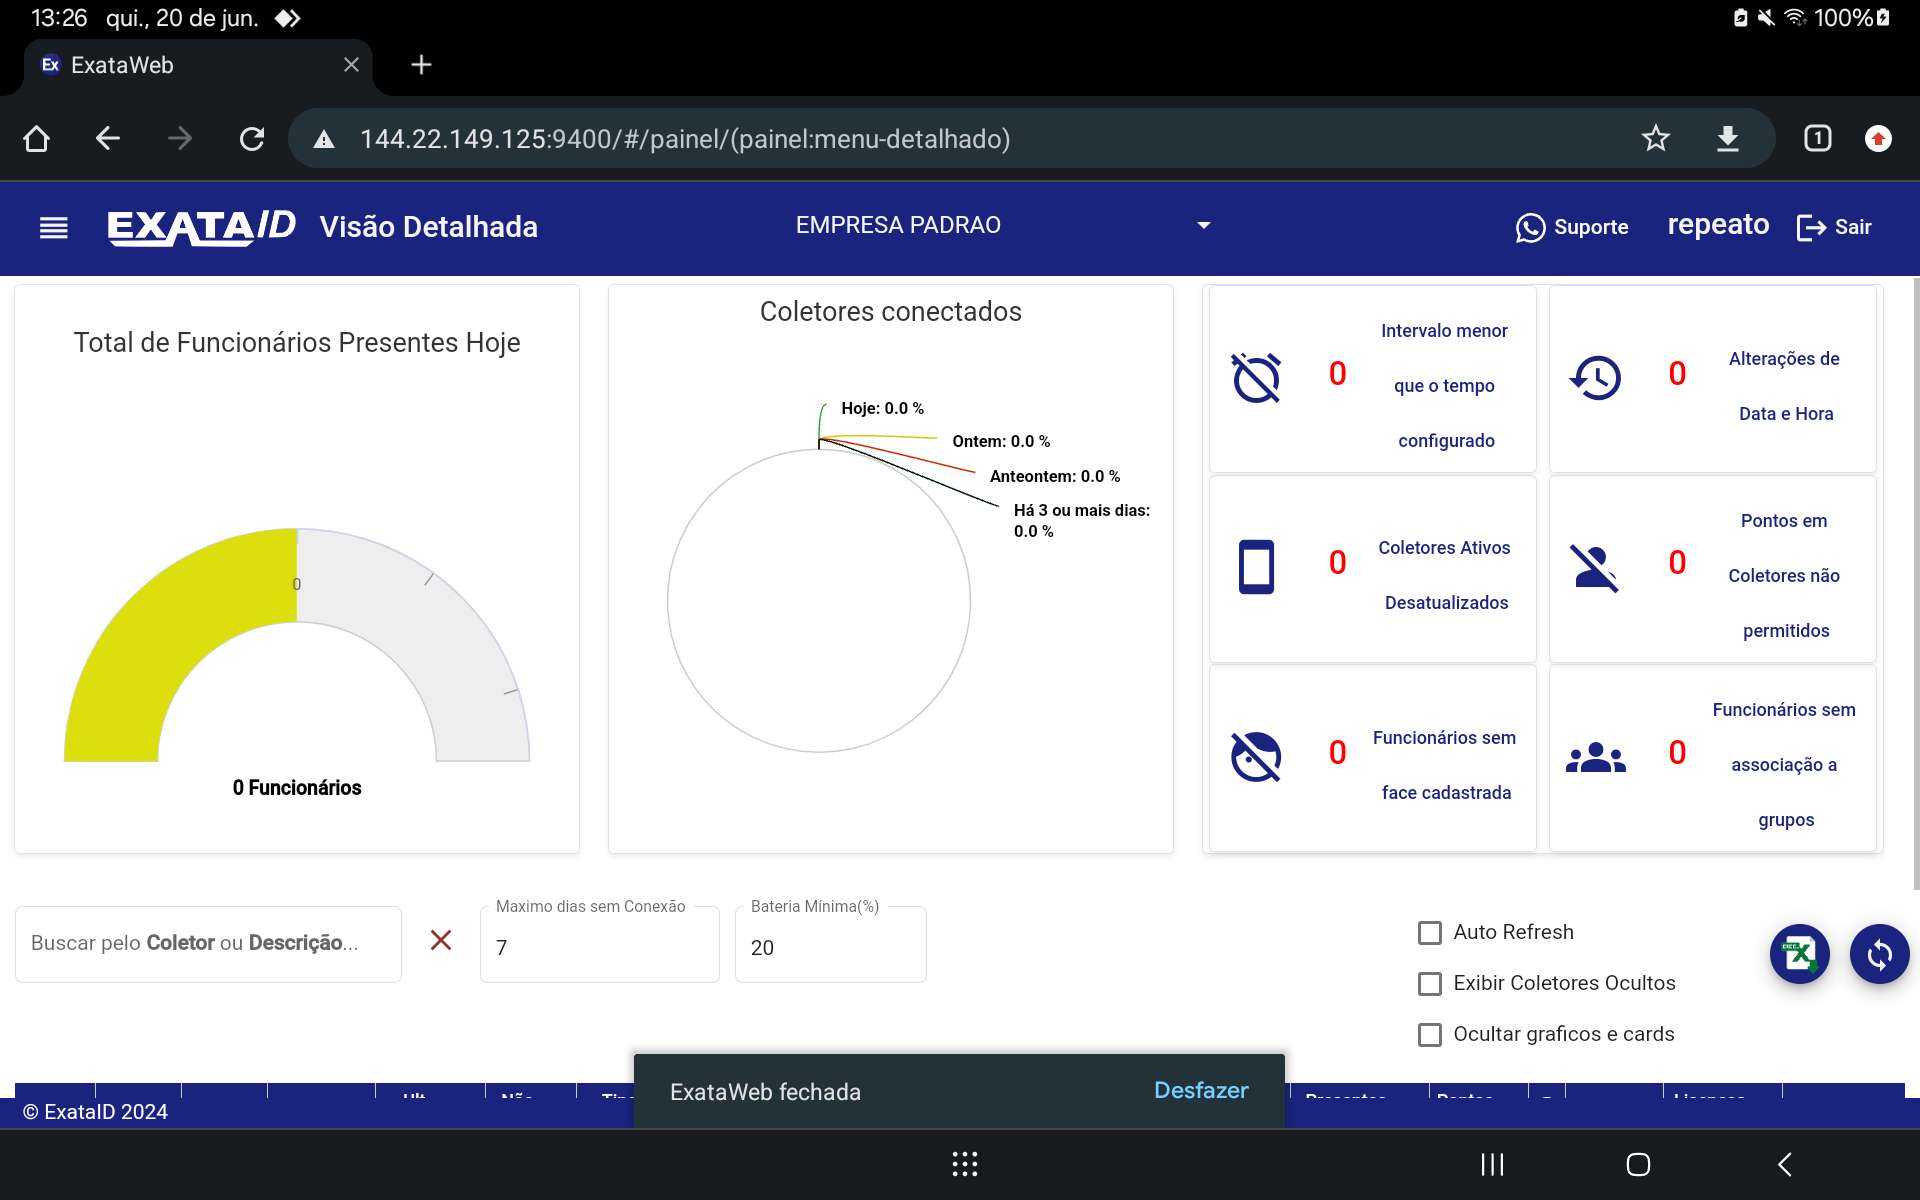 13:26 qui., 20 de jun.
100%
Ex ExataWeb
144.22.149.125:9400/#/painel/(painel:menu-detalhado)
1
EXATA/D Visão Detalhada
EMPRESA PADRAO
Suporte
repeato
Sair
Total de Funcionários Presentes Hoje
0
0 Funcionários
Coletores conectados
Hoje: 0.0 %
Ontem: 0.0 %
Anteontem: 0.0 %
Há 3 ou mais dias:
0.0 %
0
Intervalo menor
que o tempo
configurado
0
Alterações de
Data e Hora
0
Coletores Ativos
Desatualizados
0
Pontos em
Coletores não
permitidos
0
Funcionários sem
face cadastrada
0
Funcionários sem
associação a
grupos
Buscar pelo Coletor ou Descrição...
Maximo dias sem Conexão
7
Bateria Mínima(%)
20
Auto Refresh
Exibir Coletores Ocultos
Ocultar graficos e cards
ExataWeb fechada
Desfazer
© ExataID 2024